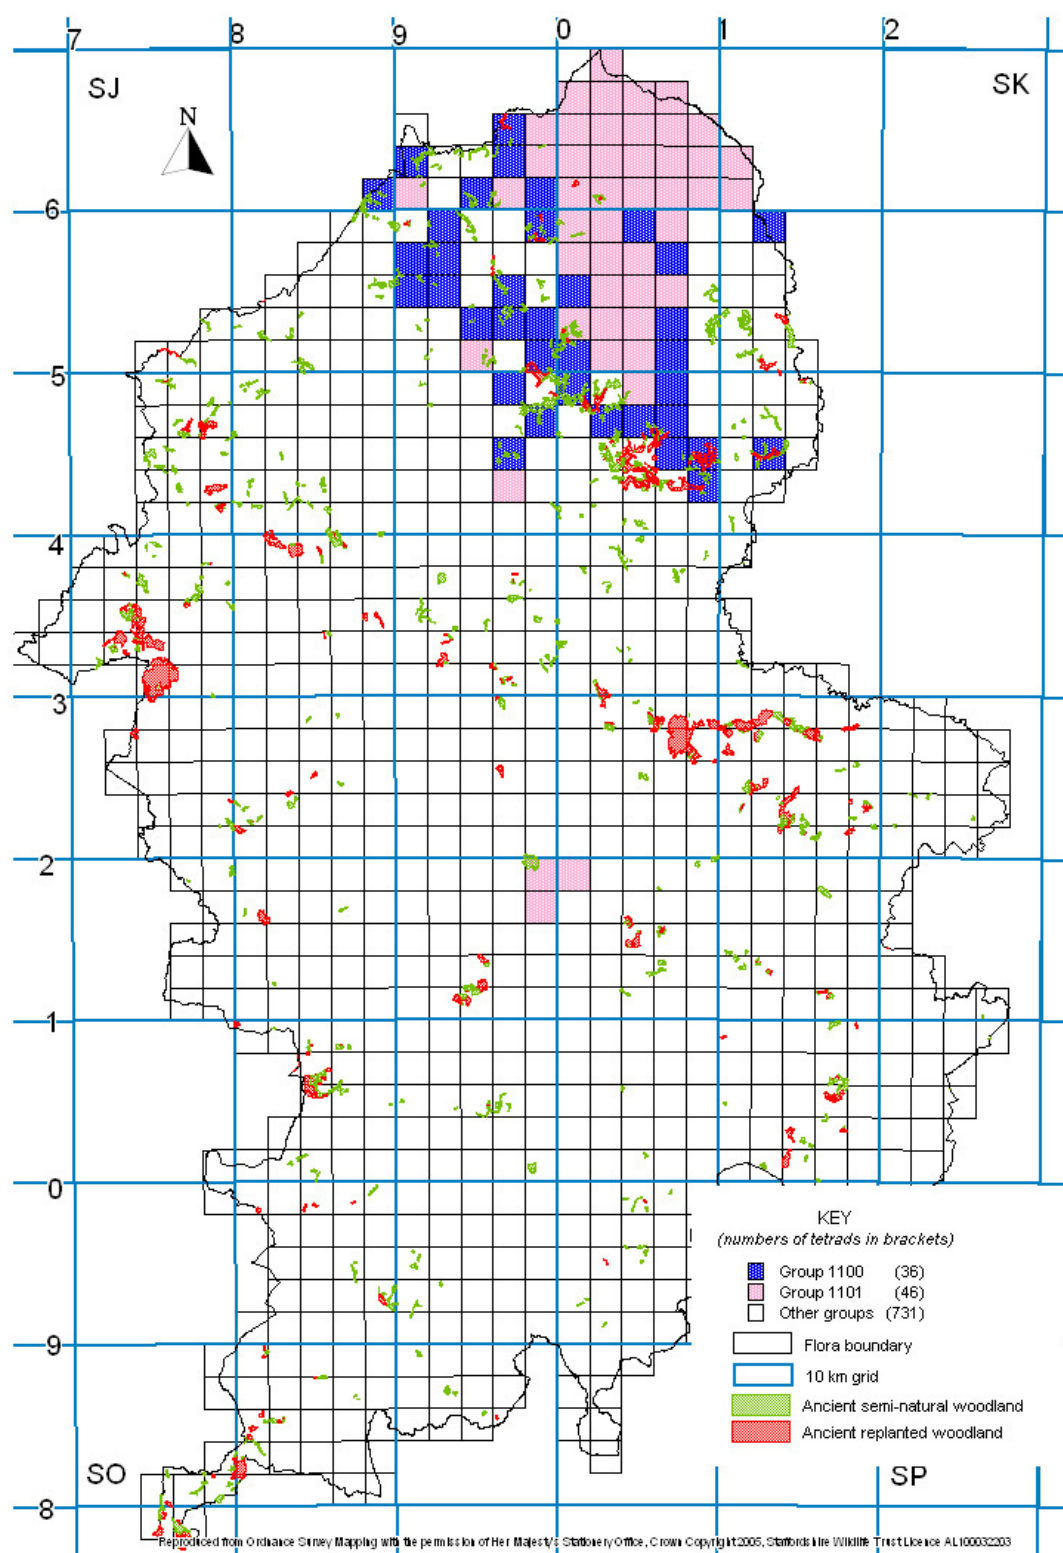 7 8 9 0 1 2
SJ SK
N
6
5
4
3
2
1
0
KEY
(numbers of tetrads in brackets)
Group 1100 (36)
Group 1101 (46)
Other groups (731)
Flora boundary
9
10 km grid
Ancient semi-natural woodland
Ancient replanted woodland
SO SP
8
Reproduced from Ordnance Survey Mapping with the permission of Her Majesty's Stationery Office, Crown Copyright 2005, Staffordshire Wildlife Trust Licence AL100032203